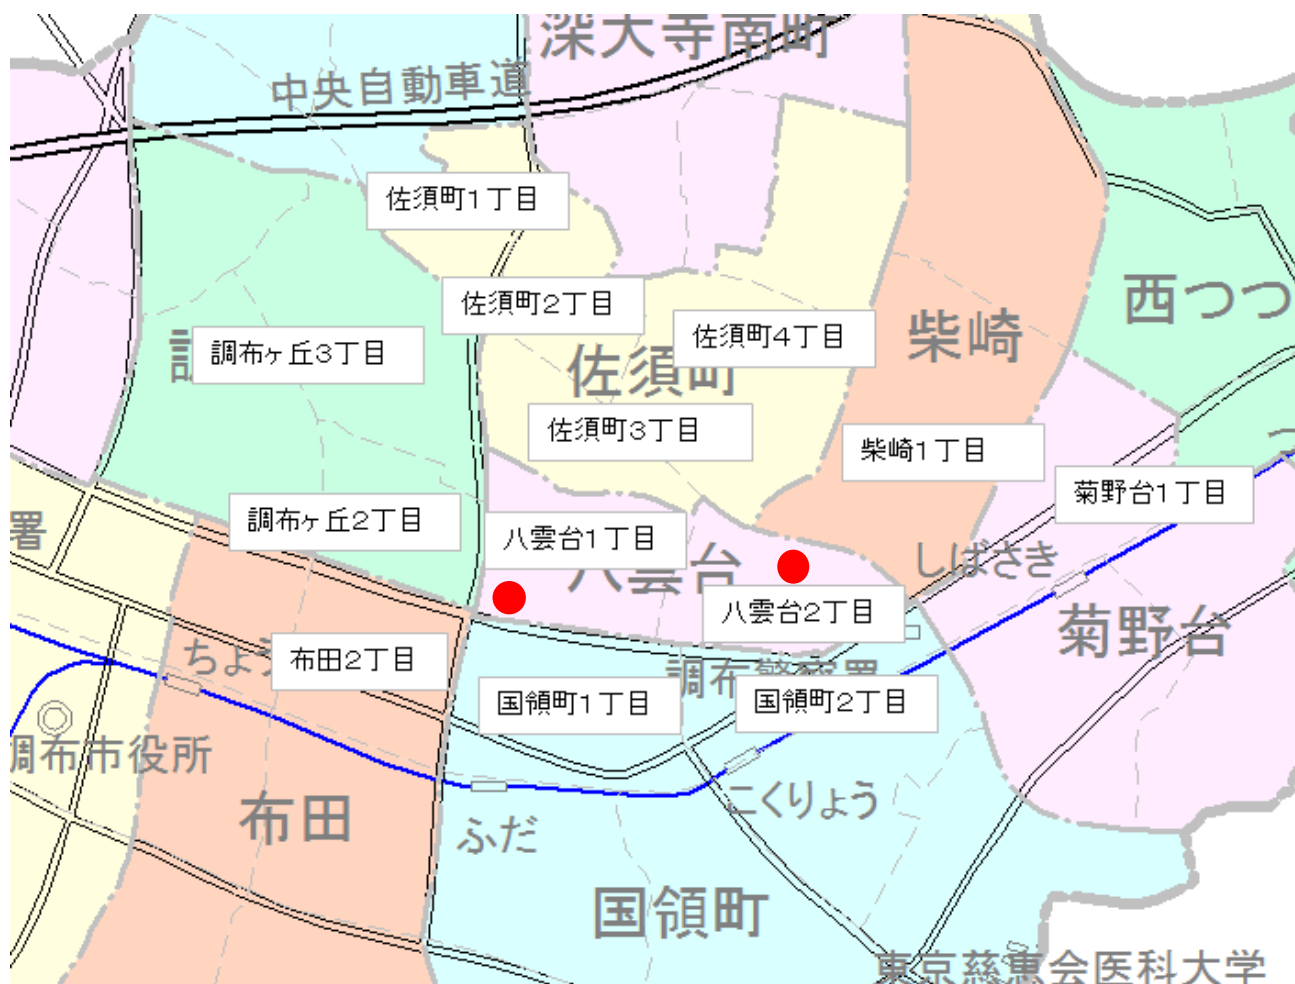 深大寺南町
中央自動車道
佐須町1丁目
佐須町2丁目
西つつ
佐須町4丁目
柴崎
調布ヶ丘3丁目
佐須町
佐須町3丁目
柴崎1丁目
菊野台1丁目
調布ヶ丘2丁目
署
八雲台1丁目
八雲台
しばさき
八雲台2丁目
菊野台
布田2丁目
調布警察署
国領町1丁目
国領町2丁目
調布市役所
こくりょう
布田
ふだ
国領町
東京慈恵会医科大学